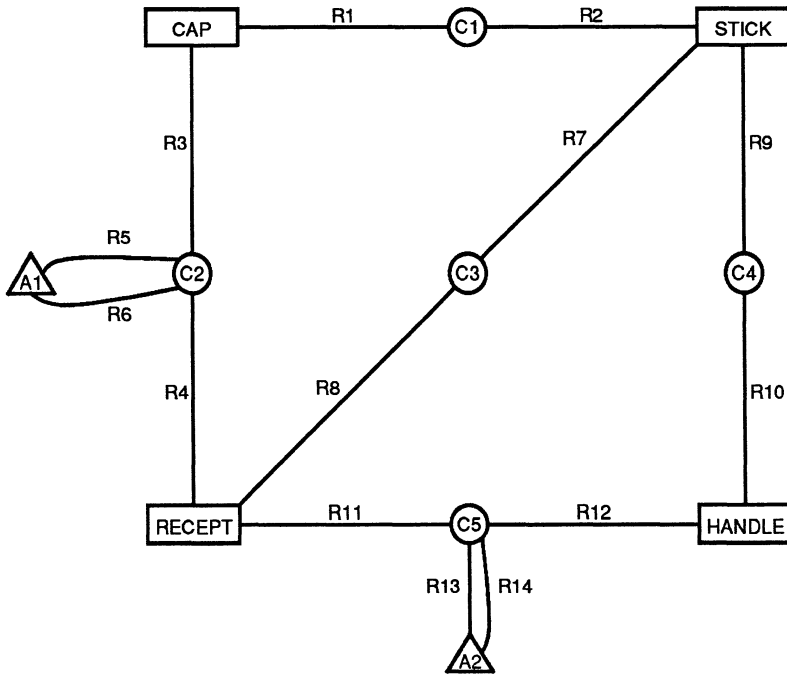 CAP
R1
C1
R2
STICK
R3
R7
R9
R5
A1
C2
C3
C4
R6
R4
R8
R10
RECEPT
R11
C5
R12
HANDLE
R13
R14
A2